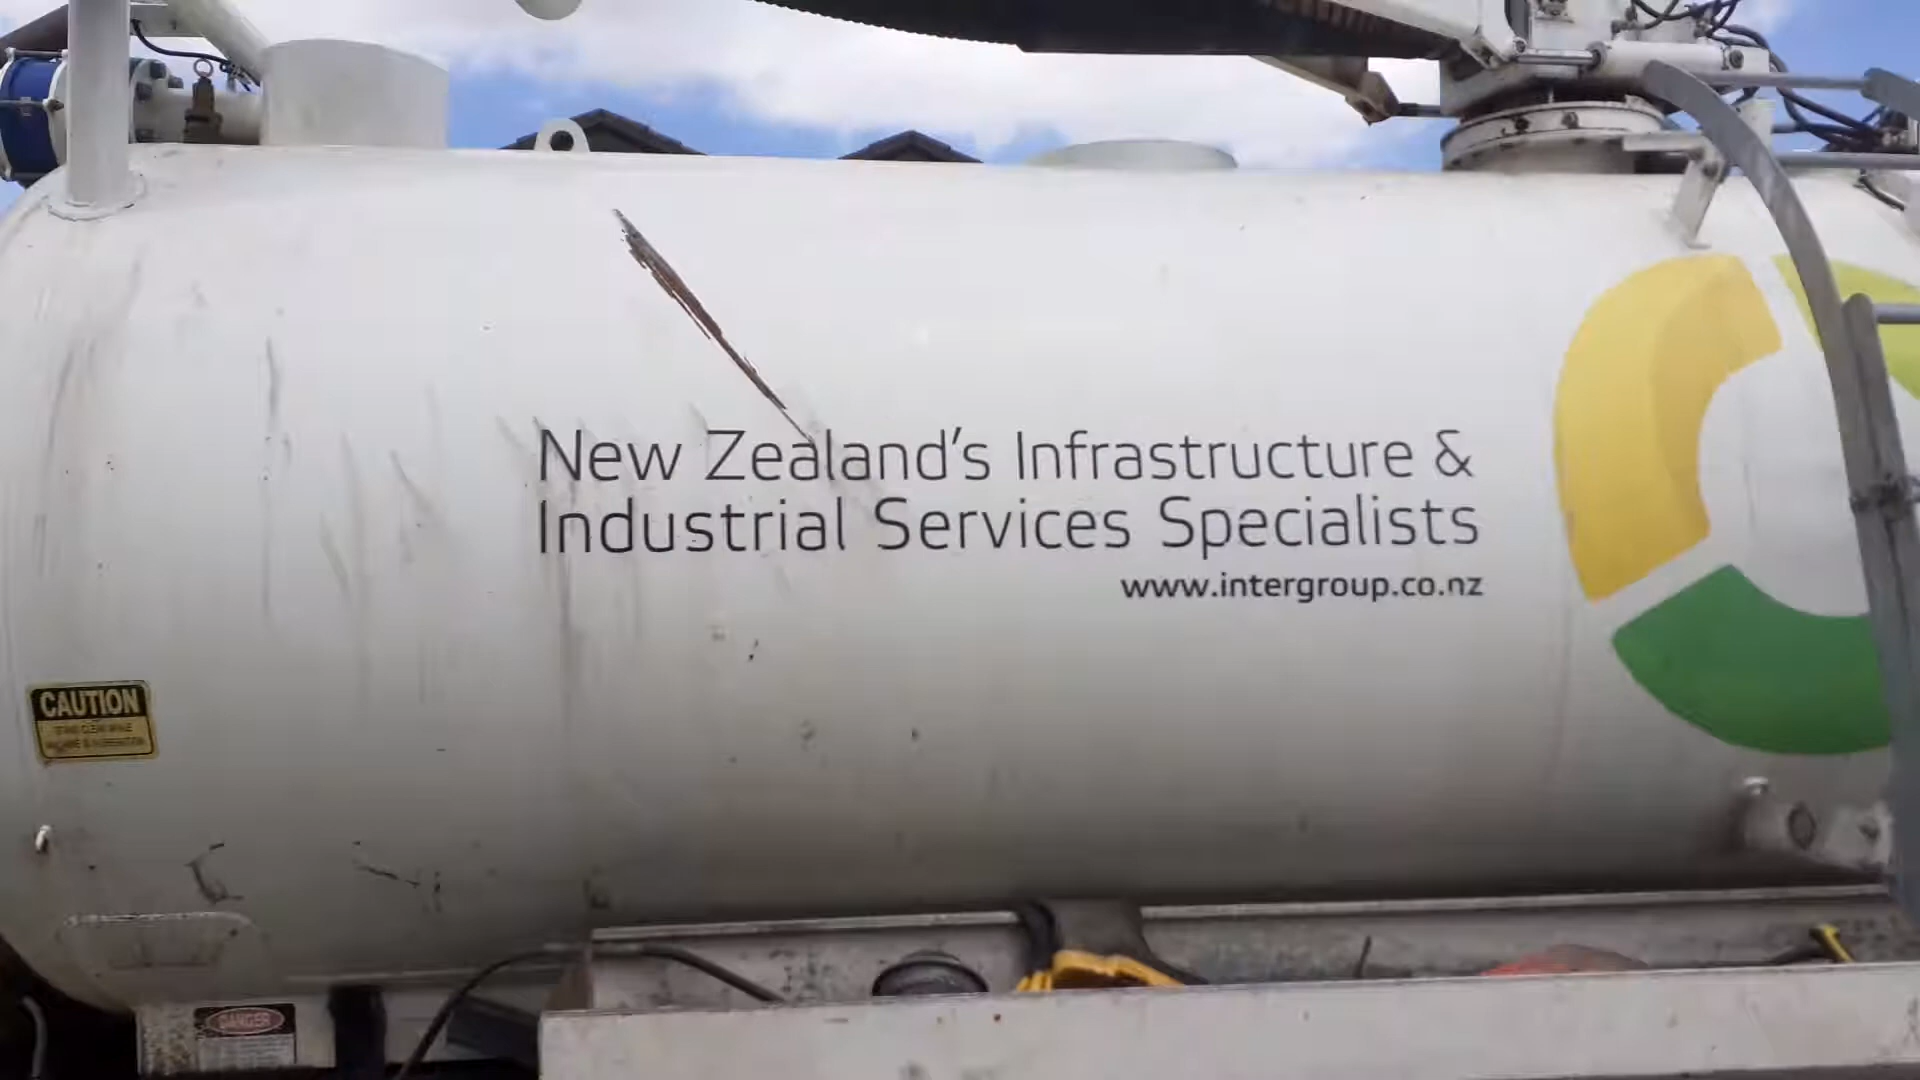 New Zealand's Infrastructure &
Industrial Services Specialists
www.intergroup.co.nz
CAUTION
DANGER